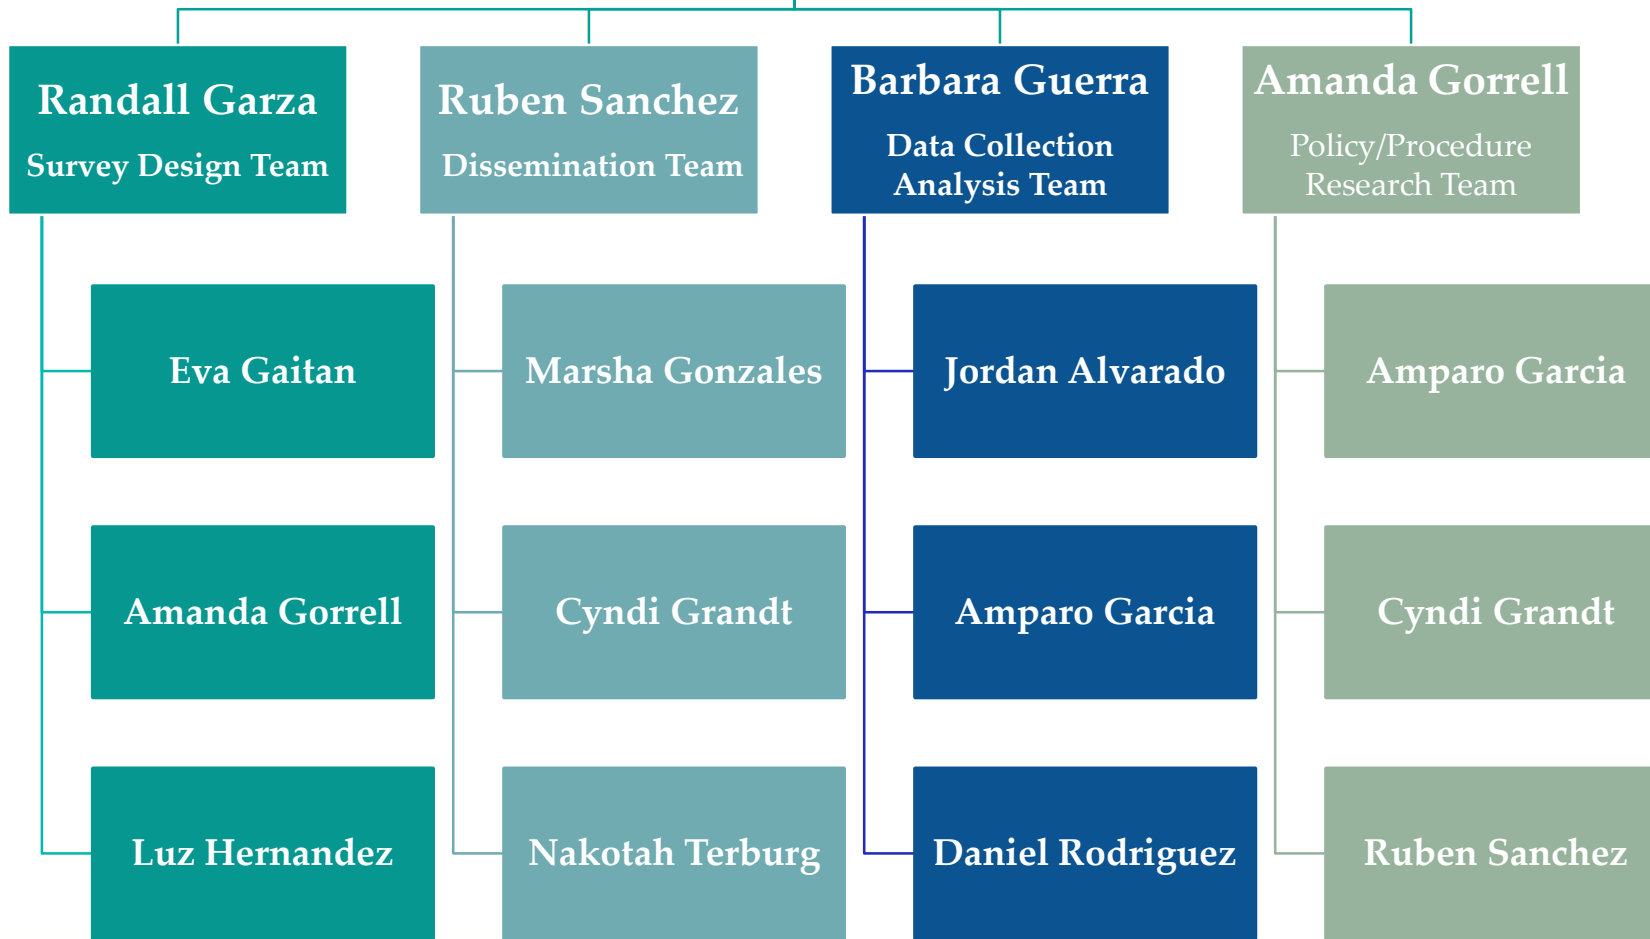 Randall Garza
Survey Design Team
Eva Gaitan
Amanda Gorrell
Luz Hernandez
Ruben Sanchez
Dissemination Team
Marsha Gonzales
Cyndi Grandt
Nakotah Terburg
Barbara Guerra
Data Collection
Analysis Team
Jordan Alvarado
Amparo Garcia
Daniel Rodriguez
Amanda Gorrell
Policy/Procedure
Research Team
Amparo Garcia
Cyndi Grandt
Ruben Sanchez